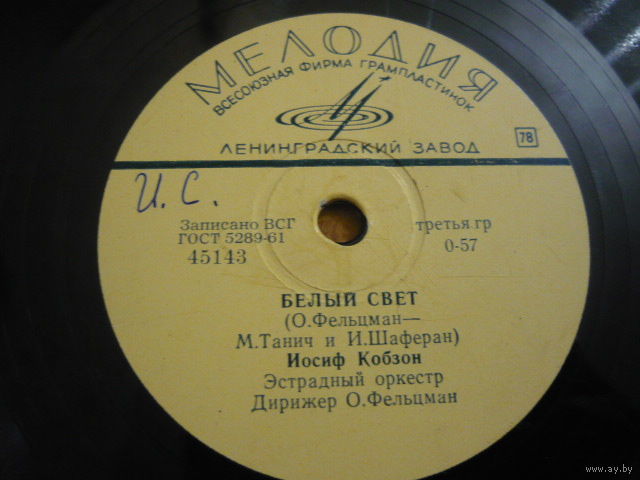 МЕЛОДИЯ
ВСЕСОЮЗНАЯ ФИРМА ГРАМПЛАСТИНОК
ЛЕНИНГРАДСКИЙ ЗАВОД
78
И. С.
Записано ВСГ
ГОСТ 5289-61
45143
третья гр
0-57
БЕЛЫЙ СВЕТ
(О.Фельцман—
М.Танич и И.Шаферан)
Иосиф Кобзон
Эстрадный оркестр
Дирижер О.Фельцман
www.ay.by